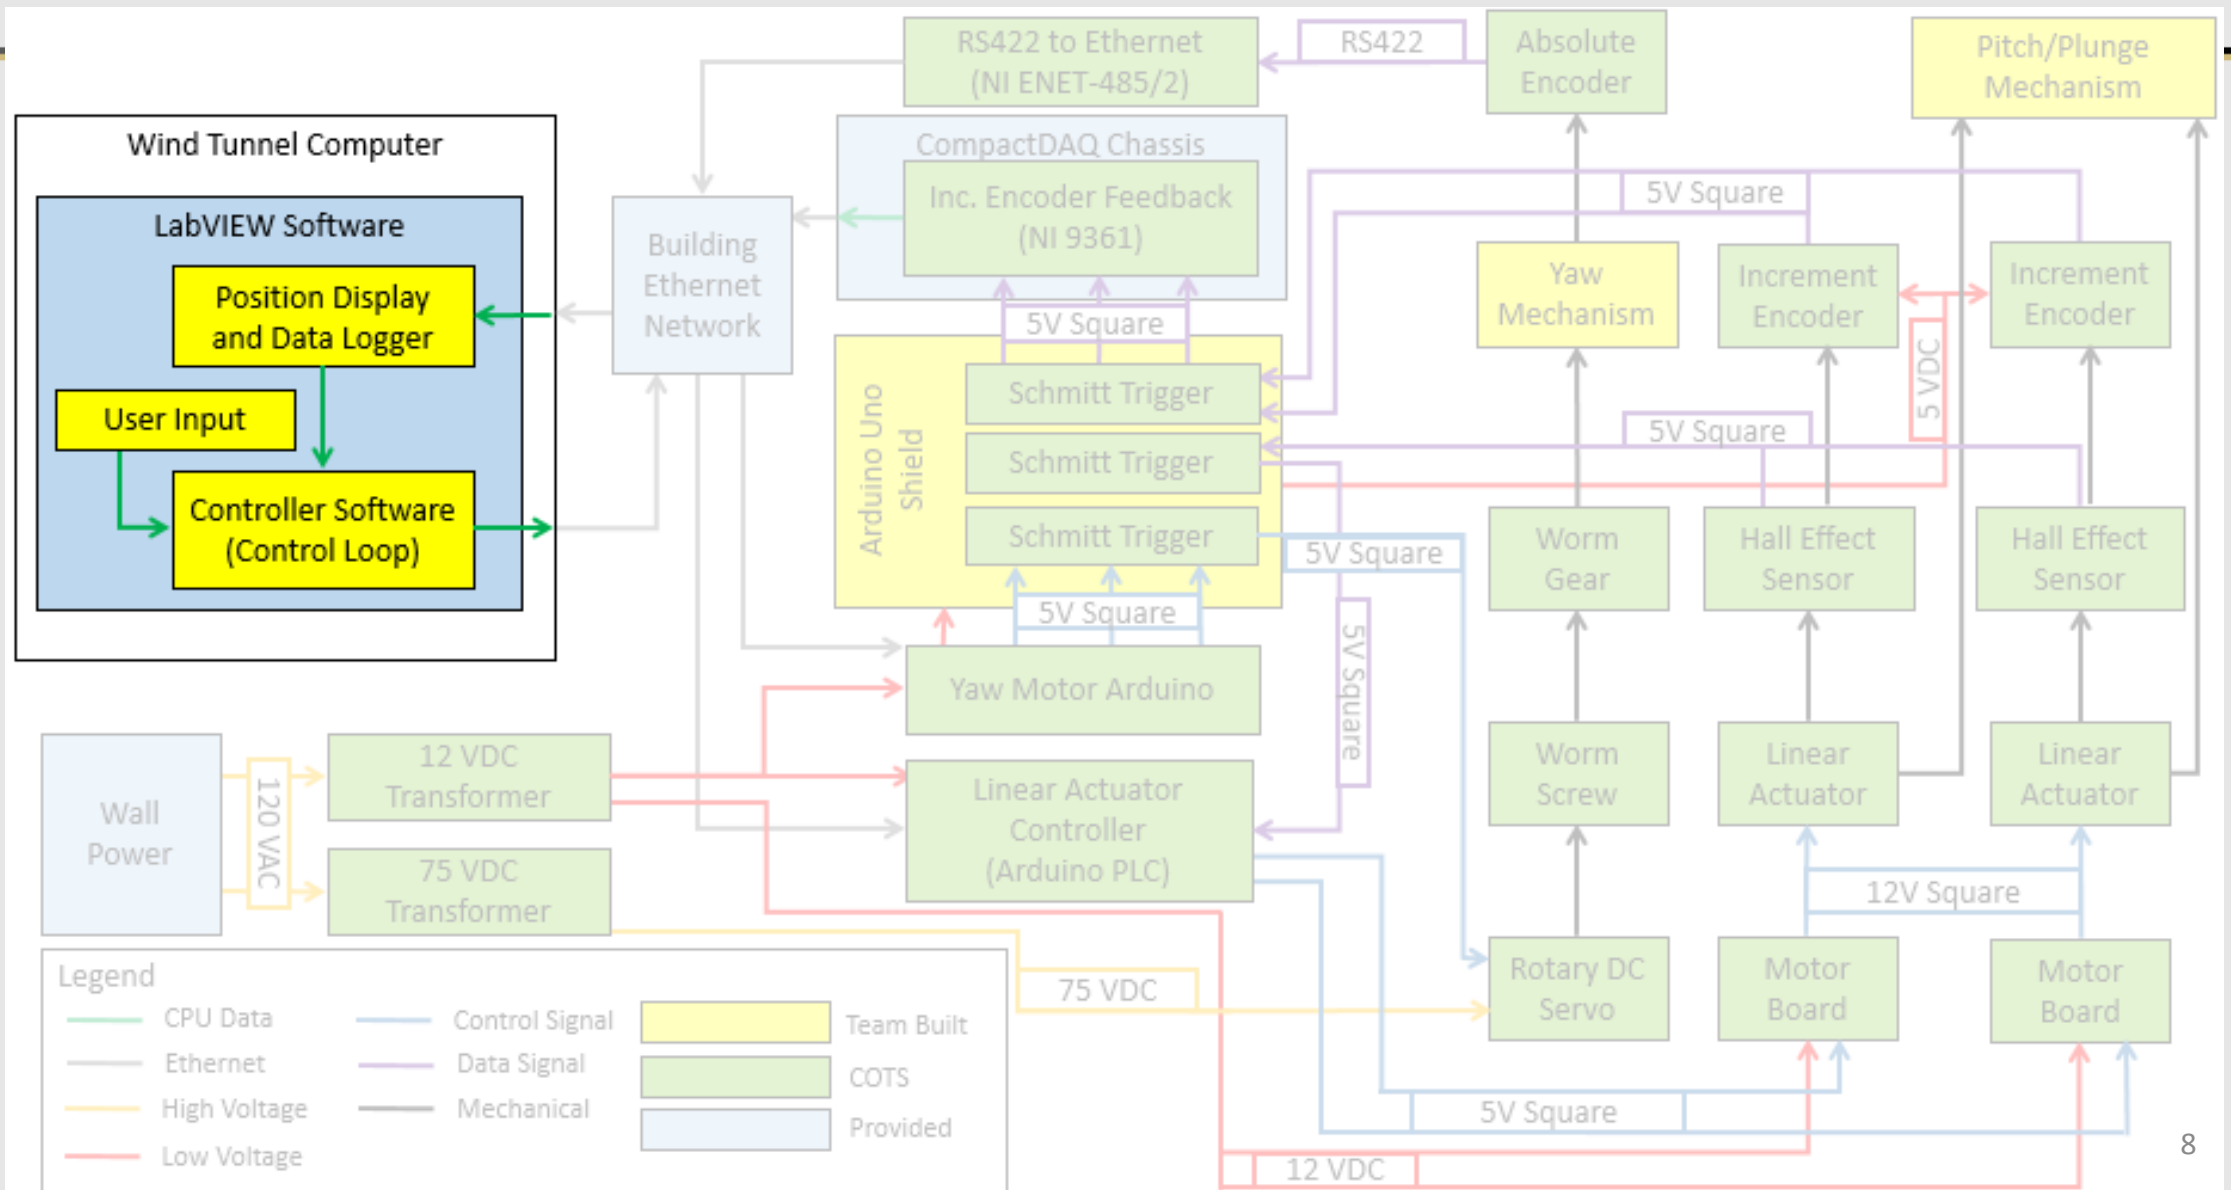 RS422 to Ethernet
(NI ENET-485/2)
RS422
Absolute
Encoder
Pitch/Plunge
Mechanism
Wind Tunnel Computer
LabVIEW Software
Position Display
and Data Logger
User Input
Controller Software
(Control Loop)
Building
Ethernet
Network
CompactDAQ Chassis
Inc. Encoder Feedback
(NI 9361)
5V Square
Arduino Uno
Shield
Schmitt Trigger
Schmitt Trigger
Schmitt Trigger
5V Square
5V Square
Yaw
Mechanism
Increment
Encoder
Increment
Encoder
5 VDC
5V Square
5V Square
5V Square
Worm
Gear
Hall Effect
Sensor
Hall Effect
Sensor
Yaw Motor Arduino
Wall
Power
120 VAC
12 VDC
Transformer
75 VDC
Transformer
Linear Actuator
Controller
(Arduino PLC)
Worm
Screw
Linear
Actuator
Linear
Actuator
12V Square
Rotary DC
Servo
Motor
Board
Motor
Board
75 VDC
5V Square
12 VDC
Legend
CPU Data
Ethernet
High Voltage
Low Voltage
Control Signal
Data Signal
Mechanical
Team Built
COTS
Provided
8